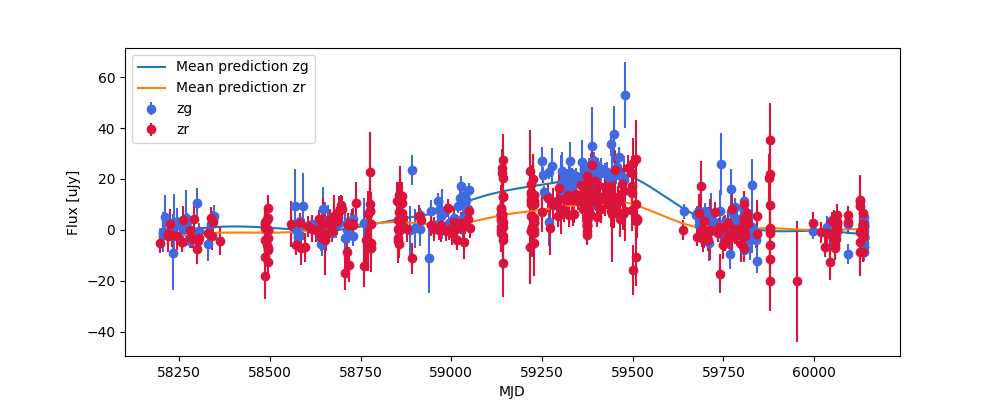 Mean prediction zg
Mean prediction zr
zg
zr
Flux [uJy]
60
40
20
0
−20
−40
58250
58500
58750
59000
59250
59500
59750
60000
MJD